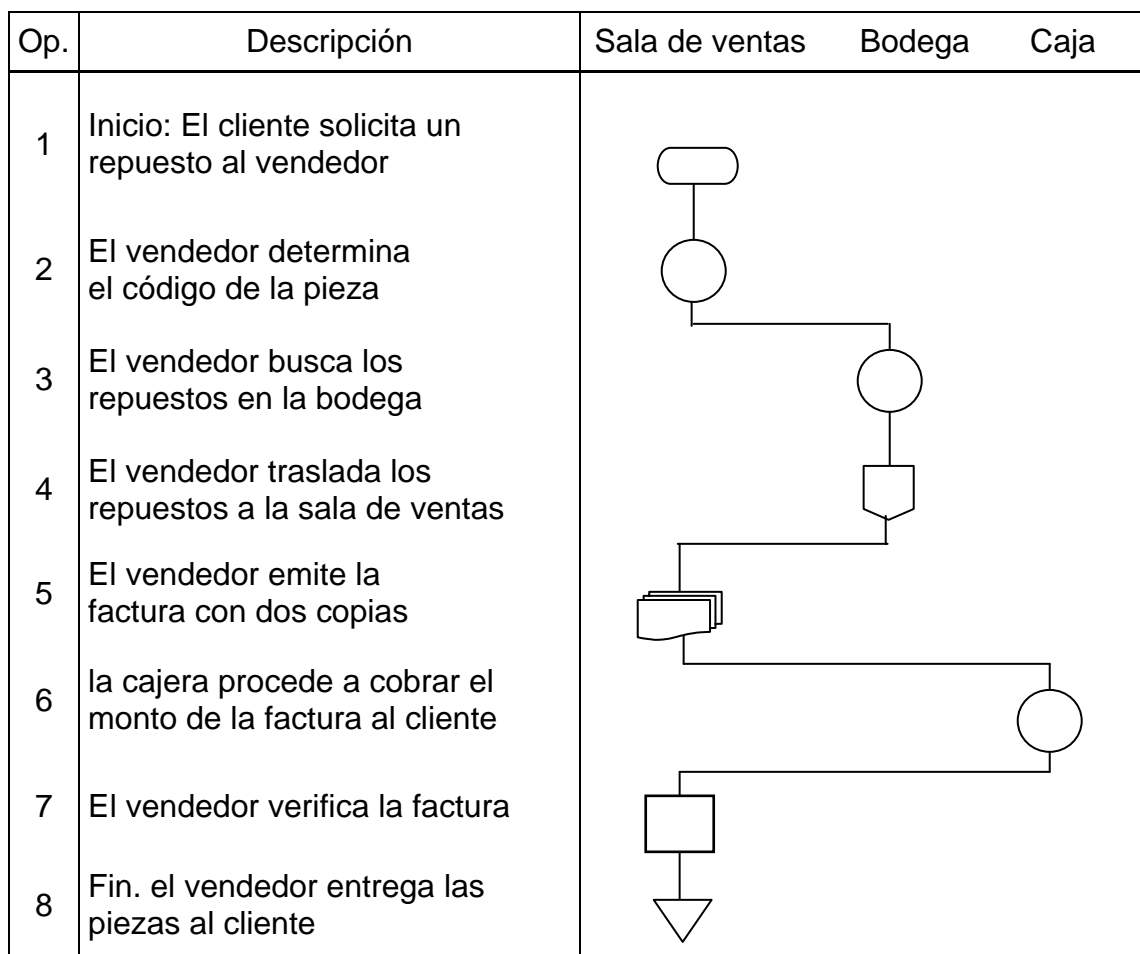 Op. Descripción Sala de ventas Bodega Caja
1 Inicio: El cliente solicita un
repuesto al vendedor
2 El vendedor determina
el código de la pieza
3 El vendedor busca los
repuestos en la bodega
4 El vendedor traslada los
repuestos a la sala de ventas
5 El vendedor emite la
factura con dos copias
6 la cajera procede a cobrar el
monto de la factura al cliente
7 El vendedor verifica la factura
8 Fin. el vendedor entrega las
piezas al cliente